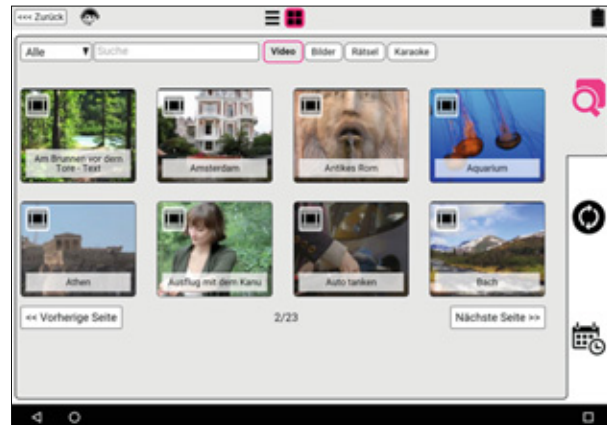 <<< Zurück
Alle Suche Video Bilder Rätsel Karaoke
Am Brunnen vor dem
Tore - Text
Amsterdam
Antikes Rom
Aquarium
Athen
Ausflug mit dem Kanu
Auto tanken
Bach
<< Vorherige Seite 2/23 Nächste Seite >>